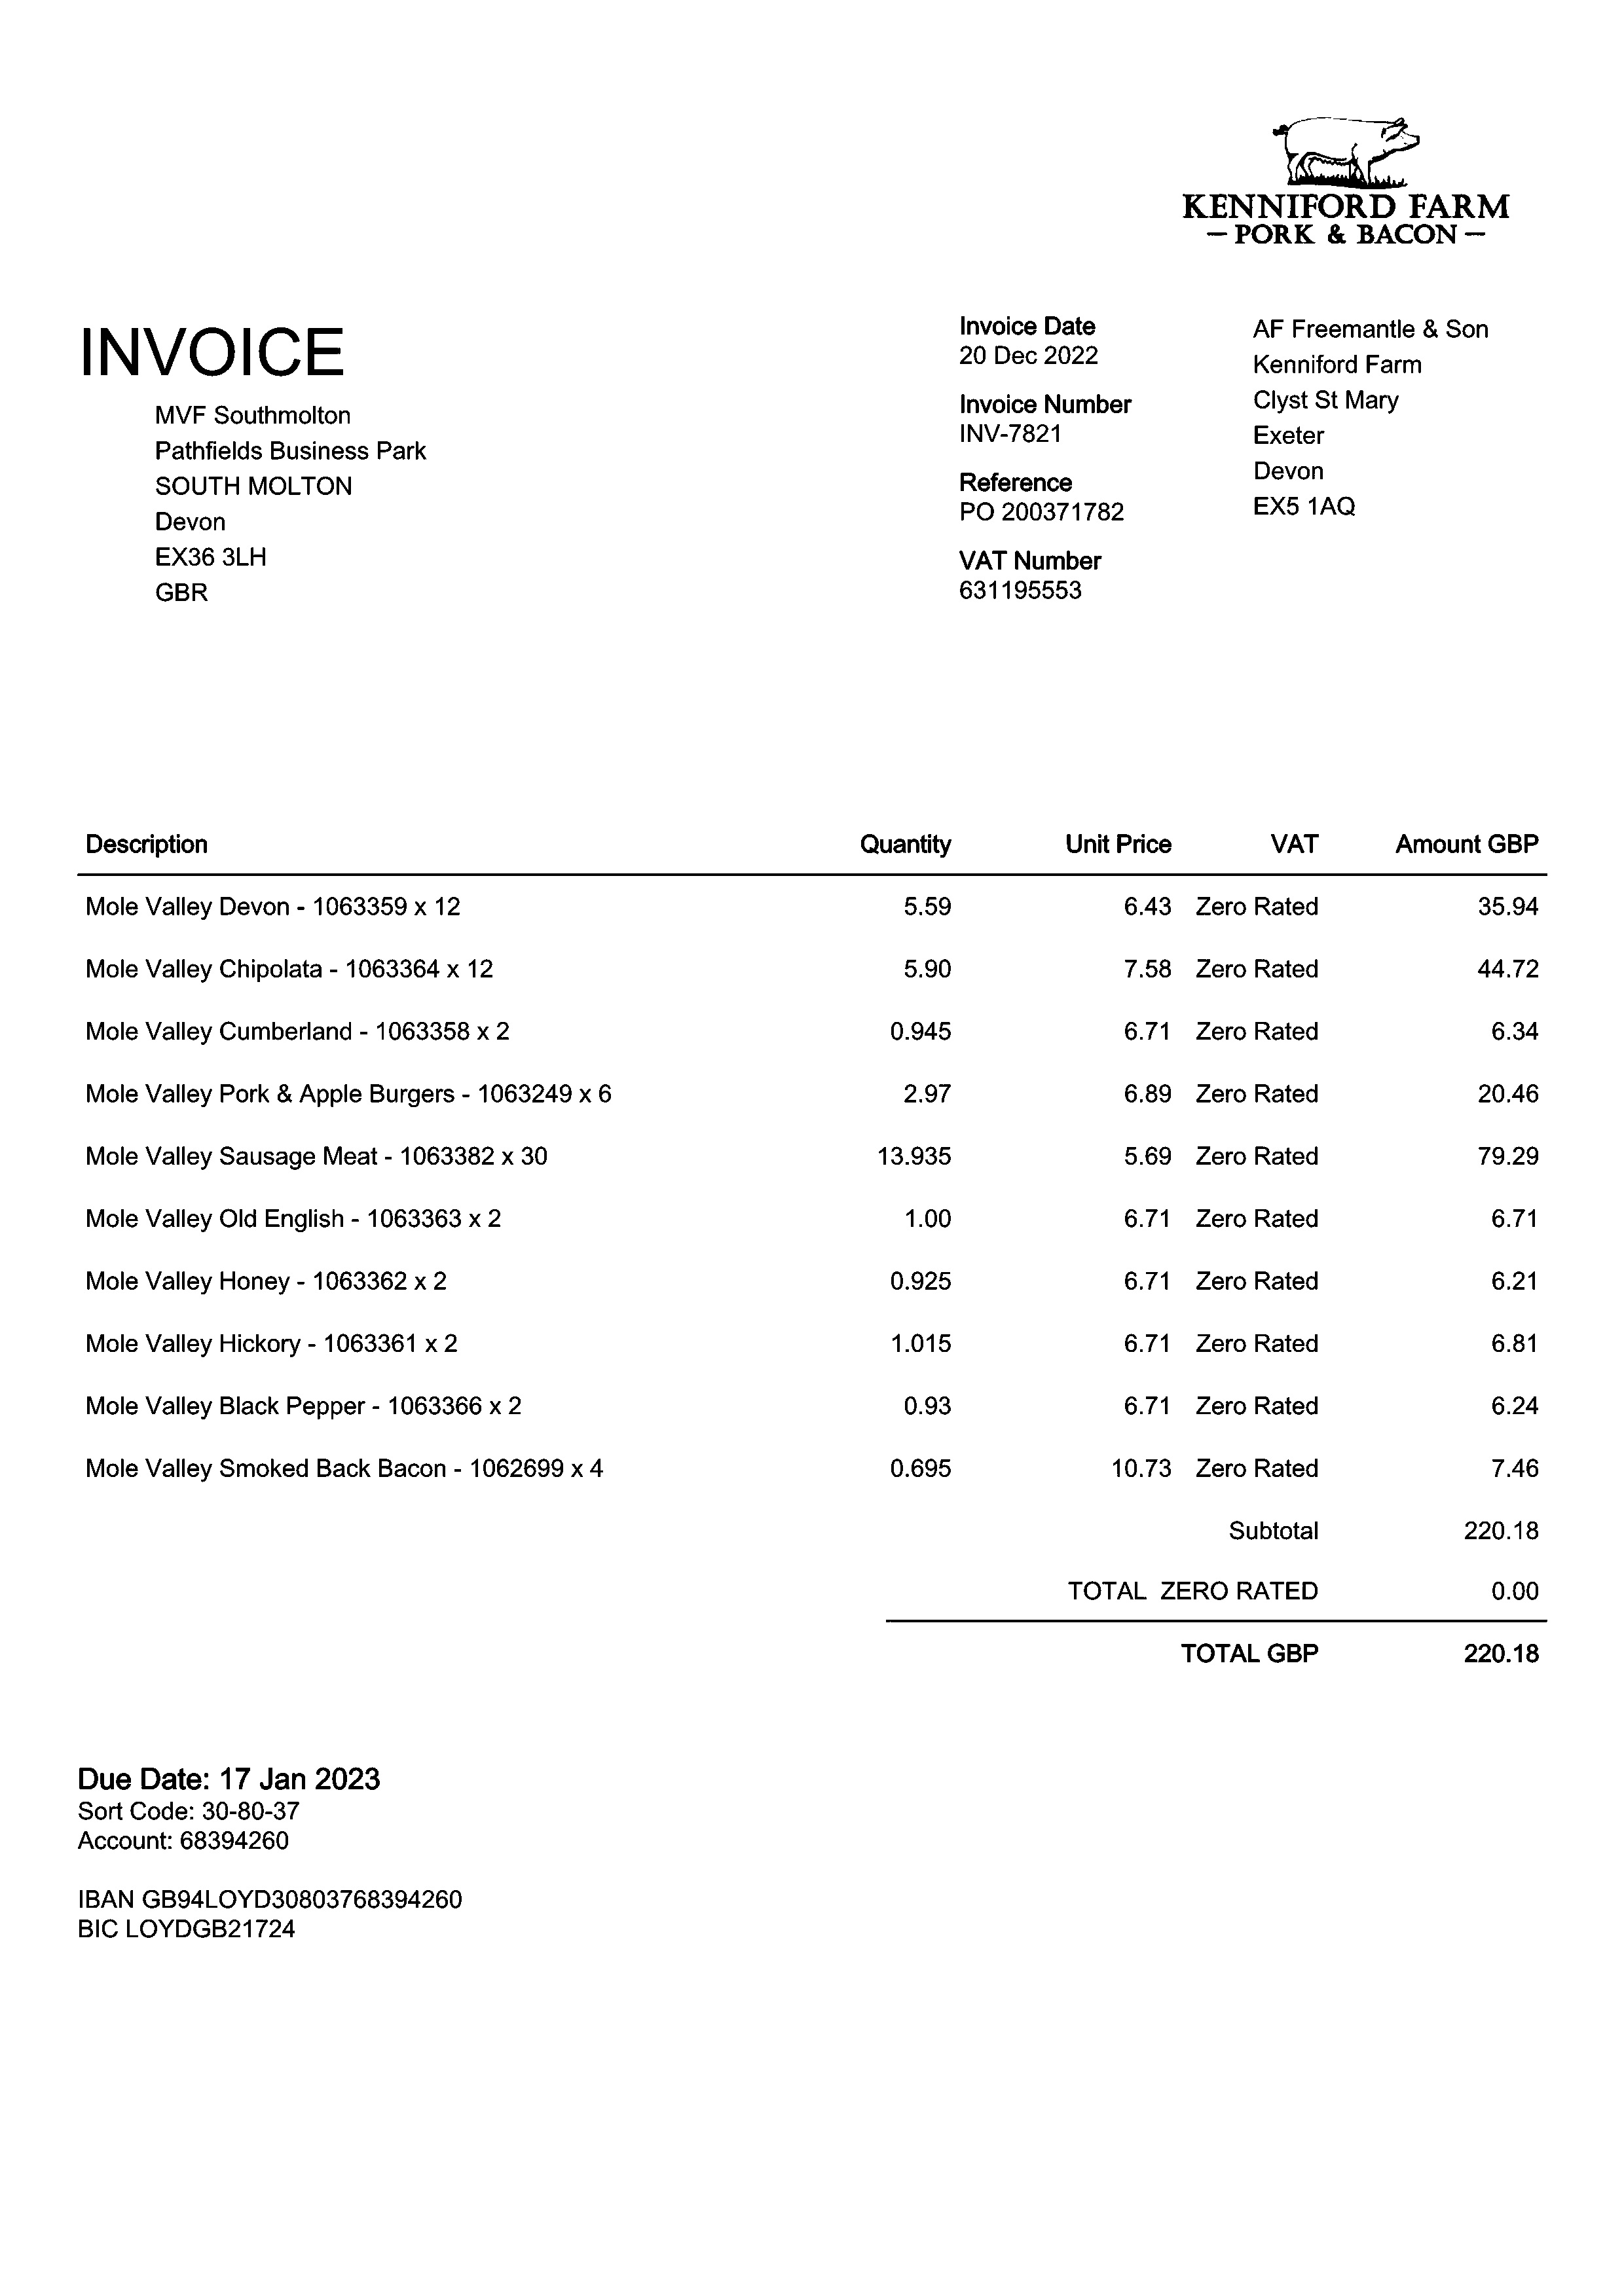 KENNIFORD FARM
– PORK & BACON –
INVOICE
MVF Southmolton
Pathfields Business Park
SOUTH MOLTON
Devon
EX36 3LH
GBR
Invoice Date
20 Dec 2022
Invoice Number
INV-7821
Reference
PO 200371782
VAT Number
631195553
AF Freemantle & Son
Kenniford Farm
Clyst St Mary
Exeter
Devon
EX5 1AQ
Description Quantity Unit Price VAT Amount GBP
Mole Valley Devon - 1063359 x 12 5.59 6.43 Zero Rated 35.94
Mole Valley Chipolata - 1063364 x 12 5.90 7.58 Zero Rated 44.72
Mole Valley Cumberland - 1063358 x 2 0.945 6.71 Zero Rated 6.34
Mole Valley Pork & Apple Burgers - 1063249 x 6 2.97 6.89 Zero Rated 20.46
Mole Valley Sausage Meat - 1063382 x 30 13.935 5.69 Zero Rated 79.29
Mole Valley Old English - 1063363 x 2 1.00 6.71 Zero Rated 6.71
Mole Valley Honey - 1063362 x 2 0.925 6.71 Zero Rated 6.21
Mole Valley Hickory - 1063361 x 2 1.015 6.71 Zero Rated 6.81
Mole Valley Black Pepper - 1063366 x 2 0.93 6.71 Zero Rated 6.24
Mole Valley Smoked Back Bacon - 1062699 x 4 0.695 10.73 Zero Rated 7.46
Subtotal 220.18
TOTAL ZERO RATED 0.00
TOTAL GBP 220.18
Due Date: 17 Jan 2023
Sort Code: 30-80-37
Account: 68394260
IBAN GB94LOYD30803768394260
BIC LOYDGB21724